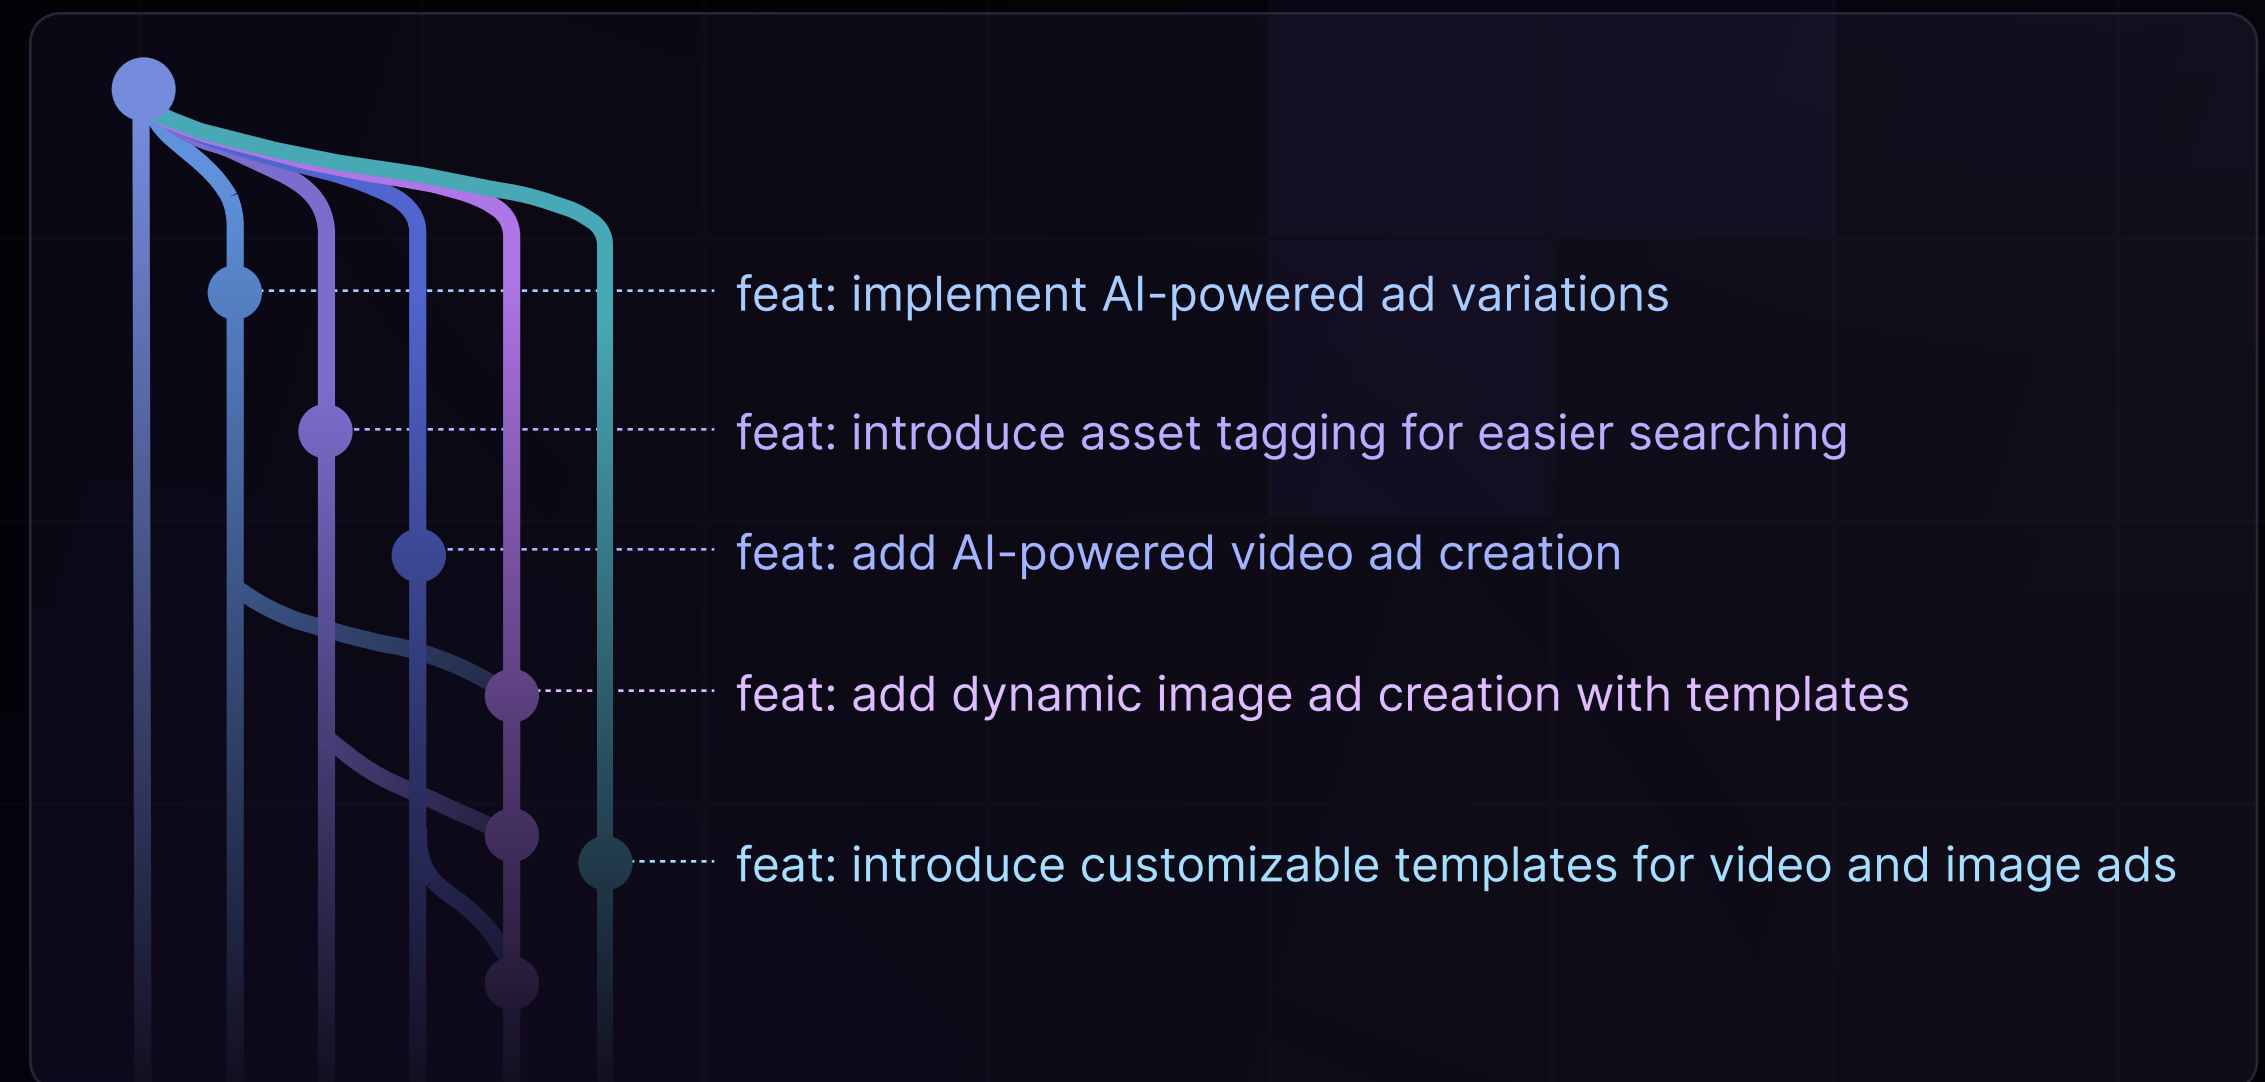 feat: implement AI-powered ad variations
feat: introduce asset tagging for easier searching
feat: add AI-powered video ad creation
feat: add dynamic image ad creation with templates
feat: introduce customizable templates for video and image ads